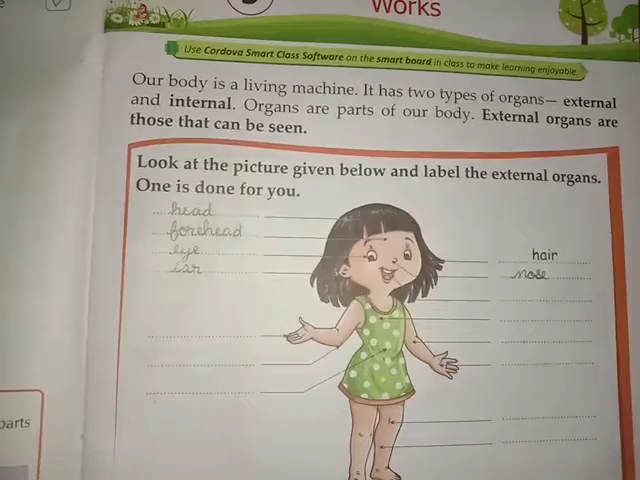 Works
Use Cordova Smart Class Software on the smart board in class to make learning enjoyable
Our body is a living machine. It has two types of organs— external
and internal. Organs are parts of our body. External organs are
those that can be seen.
Look at the picture given below and label the external organs.
One is done for you.
head
forehead
eye
hair
ear
nose
parts